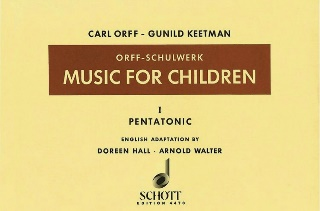 CARL ORFF - GUNILD KEETMAN
ORFF-SCHULWERK
MUSIC FOR CHILDREN
I
PENTATONIC
ENGLISH ADAPTATION BY
DOREEN HALL · ARNOLD WALTER
SCHOTT
EDITION 4470